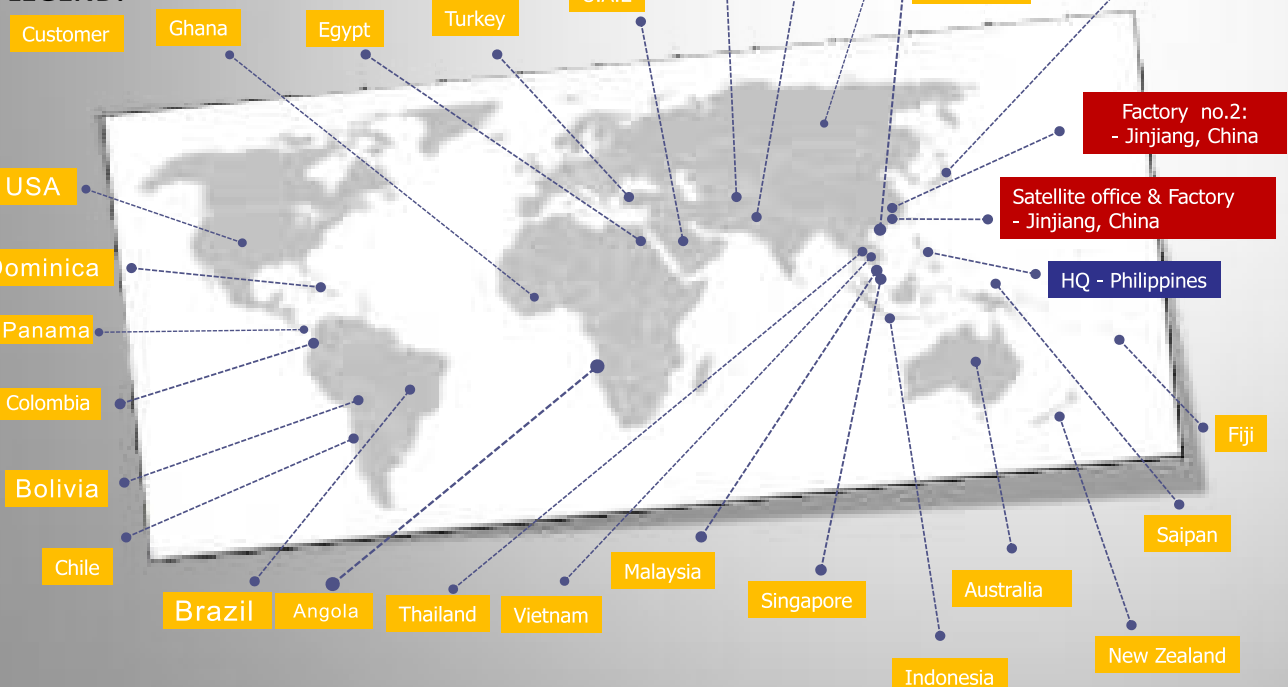 LEGEND:
Customer
Ghana
Egypt
Turkey
Factory no.2:
- Jinjiang, China
USA
Satellite office & Factory
- Jinjiang, China
Dominica
HQ - Philippines
Panama
Colombia
Fiji
Bolivia
Saipan
Chile
Malaysia
Singapore
Australia
Brazil
Angola
Thailand
Vietnam
New Zealand
Indonesia